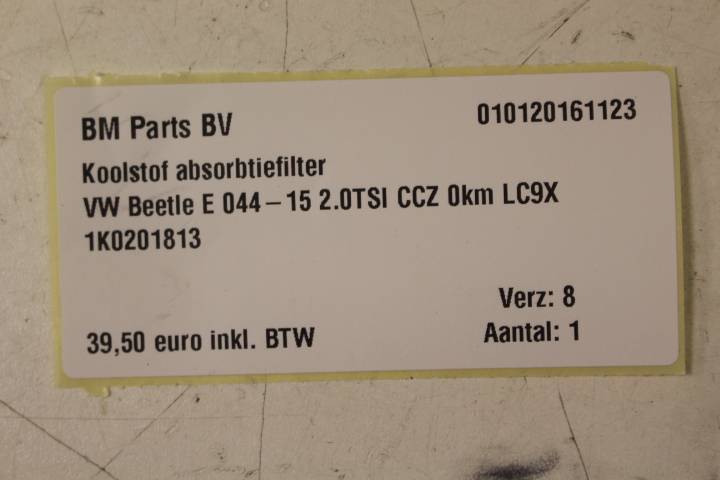 BM Parts BV 010120161123
Koolstof absorbtiefilter
VW Beetle E 044-15 2.0TSI CCZ 0km LC9X
1K0201813
Verz: 8
39,50 euro inkl. BTW Aantal: 1